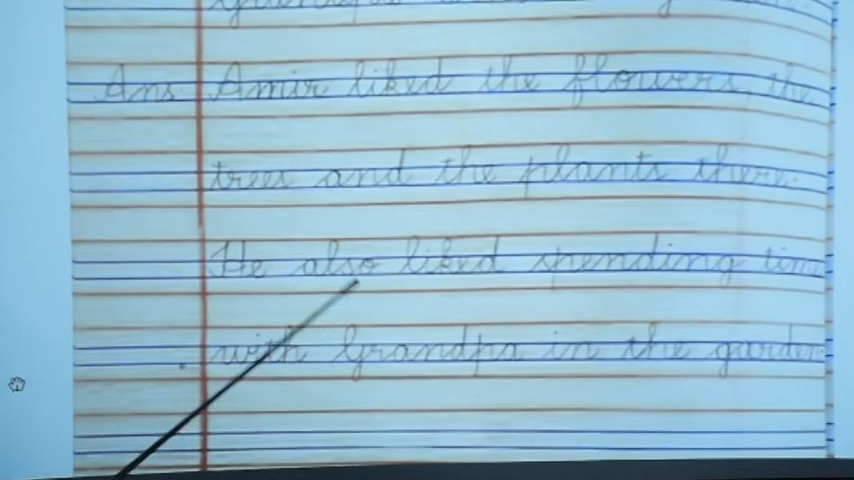 Ans. Amir liked the flowers, the
trees and the plants there.
He also liked spending time
with Grandpa in the garden